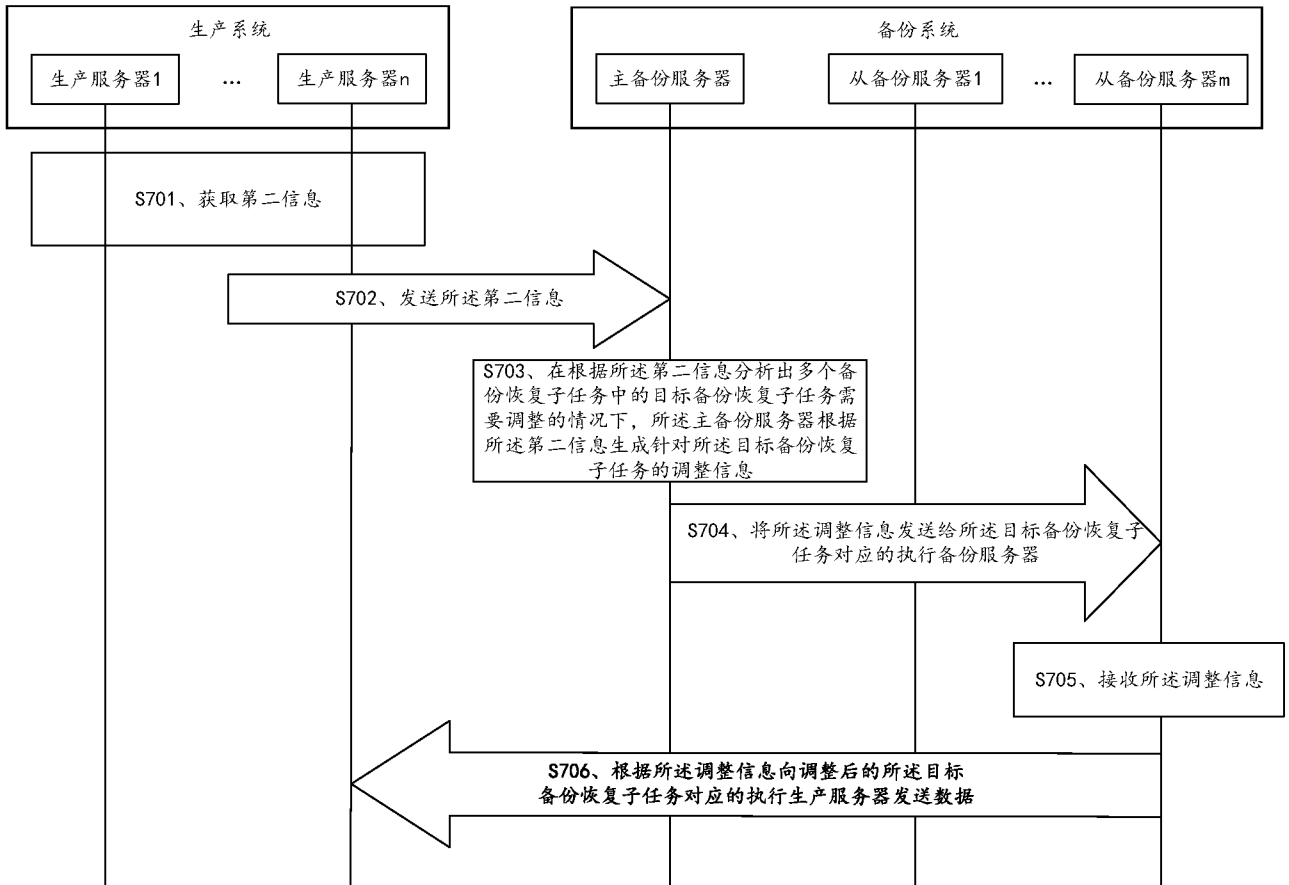 生产系统
备份系统
生产服务器1
...
生产服务器n
主备份服务器
从备份服务器1
...
从备份服务器m
S701、获取第二信息
S702、发送所述第二信息
S703、在根据所述第二信息分析出多个备
份恢复子任务中的目标备份恢复子任务需
要调整的情况下，所述主备份服务器根据
所述第二信息生成针对所述目标备份恢复
子任务的调整信息
S704、将所述调整信息发送给所述目标备份恢复子
任务对应的执行备份服务器
S705、接收所述调整信息
S706、根据所述调整信息向调整后的所述目标
备份恢复子任务对应的执行生产服务器发送数据